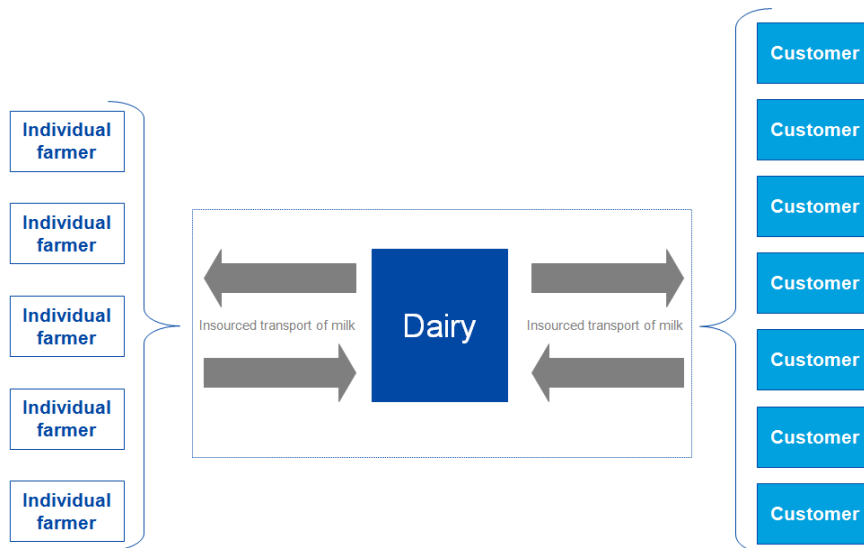 Individual
farmer
Individual
farmer
Individual
farmer
Individual
farmer
Individual
farmer
Insourced transport of milk
Dairy
Insourced transport of milk
Customer
Customer
Customer
Customer
Customer
Customer
Customer